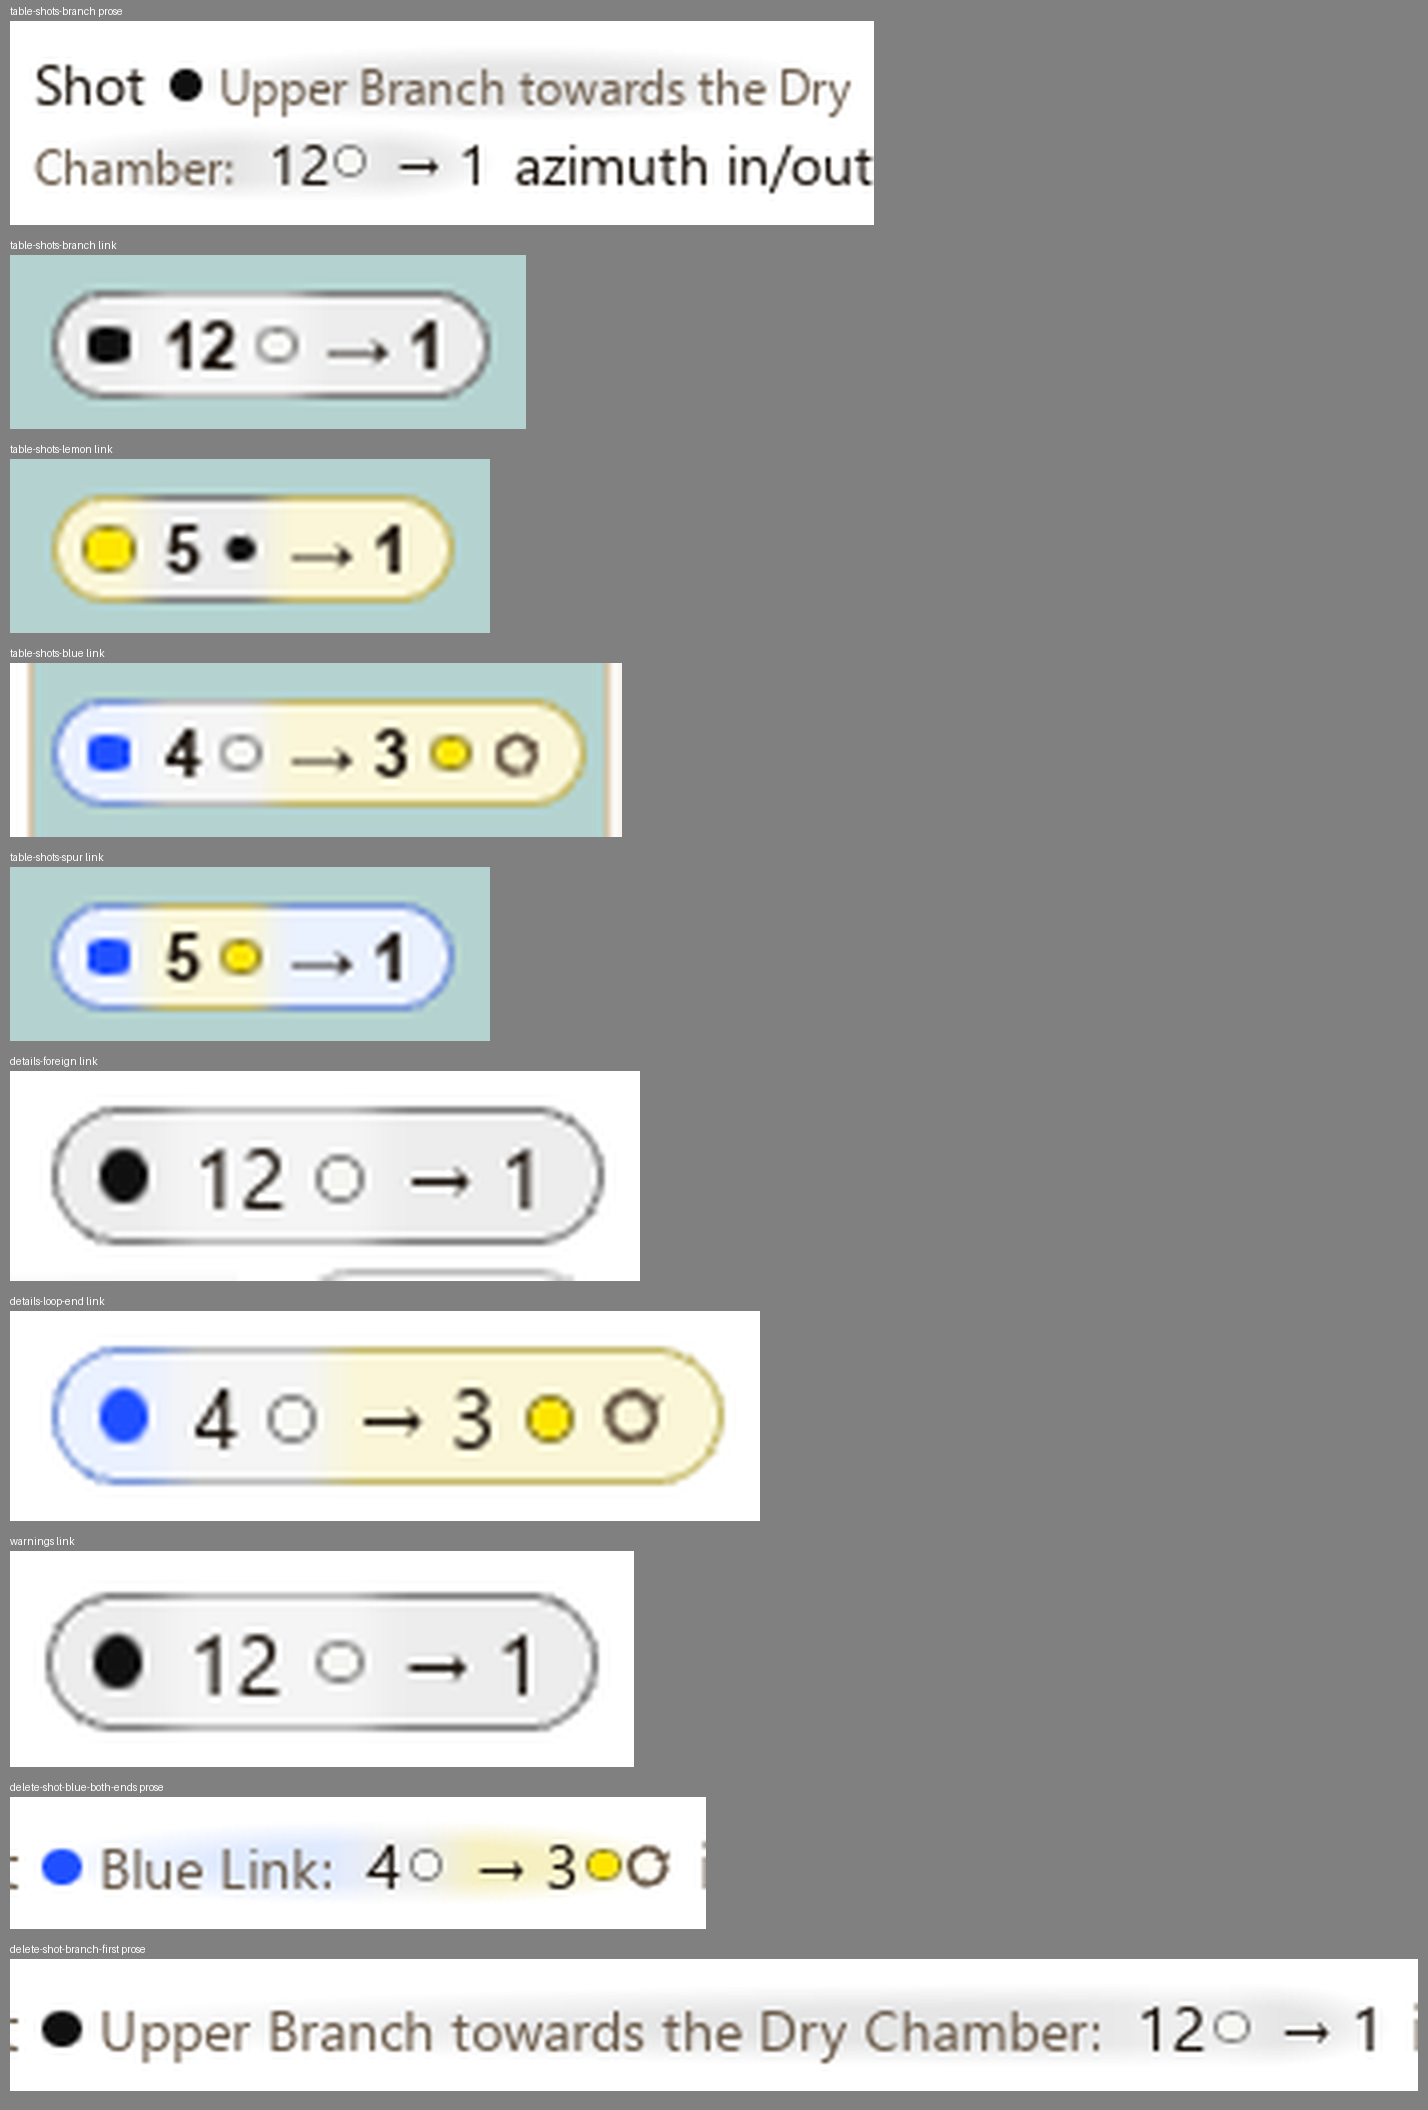 table-shots-branch prose
Shot ● Upper Branch towards the Dry
Chamber: 12○ → 1 azimuth in/out
table-shots-branch link
12 ○ → 1
table-shots-lemon link
5 ● → 1
table-shots-blue link
4 ○ → 3
table-shots-spur link
5 → 1
details-foreign link
12 ○ → 1
details-loop-end link
4 ○ → 3
warnings link
12 ○ → 1
delete-shot-blue-both-ends prose
Blue Link: 4○ → 3
delete-shot-branch-first prose
● Upper Branch towards the Dry Chamber: 12○ → 1